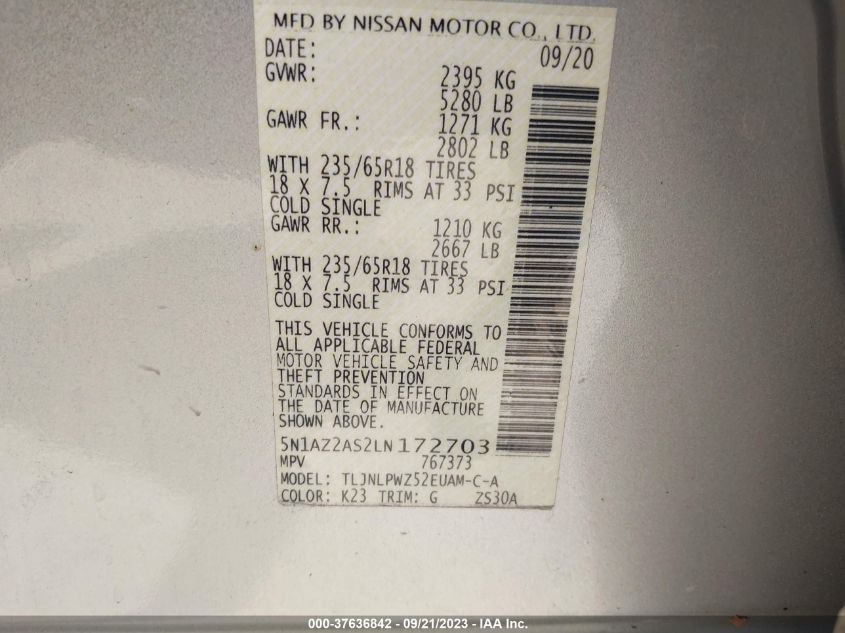 MFD BY NISSAN MOTOR CO., LTD.
DATE: 09/20
GVWR: 2395 KG
5280 LB
GAWR FR.: 1271 KG
2802 LB
WITH 235/65R18 TIRES
18 X 7.5 RIMS AT 33 PSI
COLD SINGLE
GAWR RR.: 1210 KG
2667 LB
WITH 235/65R18 TIRES
18 X 7.5 RIMS AT 33 PSI
COLD SINGLE
THIS VEHICLE CONFORMS TO
ALL APPLICABLE FEDERAL
MOTOR VEHICLE SAFETY AND
THEFT PREVENTION
STANDARDS IN EFFECT ON
THE DATE OF MANUFACTURE
SHOWN ABOVE.
5N1AZ2AS2LN172703
MPV 767373
MODEL: TLJNLPWZ52EUAM-C-A
COLOR: K23 TRIM: G ZS30A
000-37636842 - 09/21/2023 - IAA Inc.